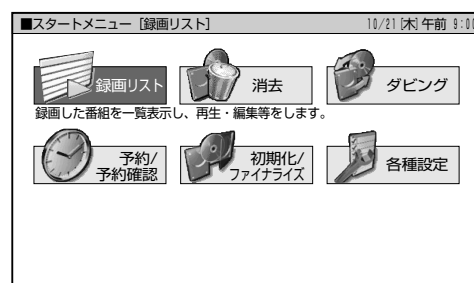 ■スタートメニュー［録画リスト］ 10/21[木]午前 9:00
録画リスト 消去 ダビング
録画した番組を一覧表示し、再生・編集等をします。
予約/
予約確認
初期化/
ファイナライズ
各種設定